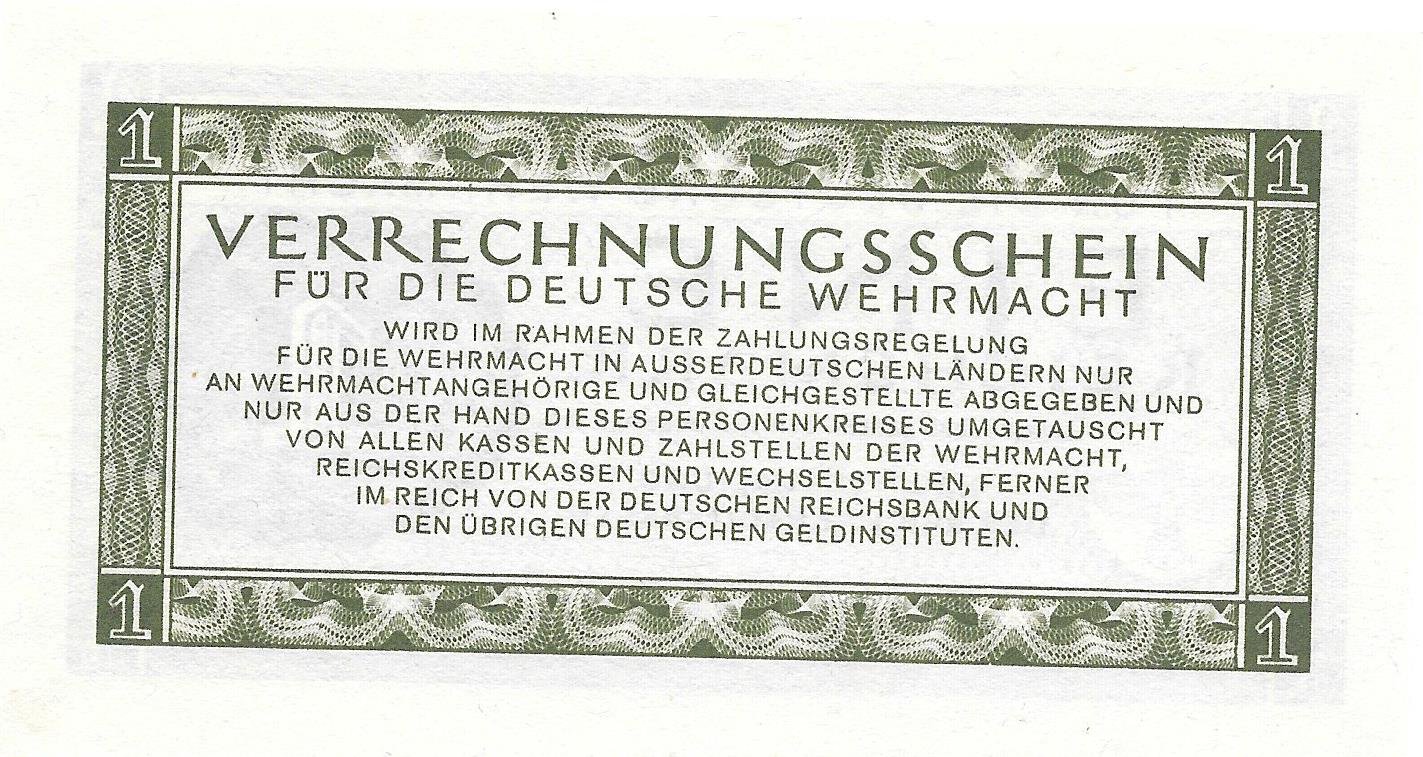 1 1
VERRECHNUNGSSCHEIN
FÜR DIE DEUTSCHE WEHRMACHT
WIRD IM RAHMEN DER ZAHLUNGSREGELUNG
FÜR DIE WEHRMACHT IN AUSSERDEUTSCHEN LÄNDERN NUR
AN WEHRMACHTANGEHÖRIGE UND GLEICHGESTELLTE ABGEGEBEN UND
NUR AUS DER HAND DIESES PERSONENKREISES UMGETAUSCHT
VON ALLEN KASSEN UND ZAHLSTELLEN DER WEHRMACHT,
REICHSKREDITKASSEN UND WECHSELSTELLEN, FERNER
IM REICH VON DER DEUTSCHEN REICHSBANK UND
DEN ÜBRIGEN DEUTSCHEN GELDINSTITUTEN.
1 1